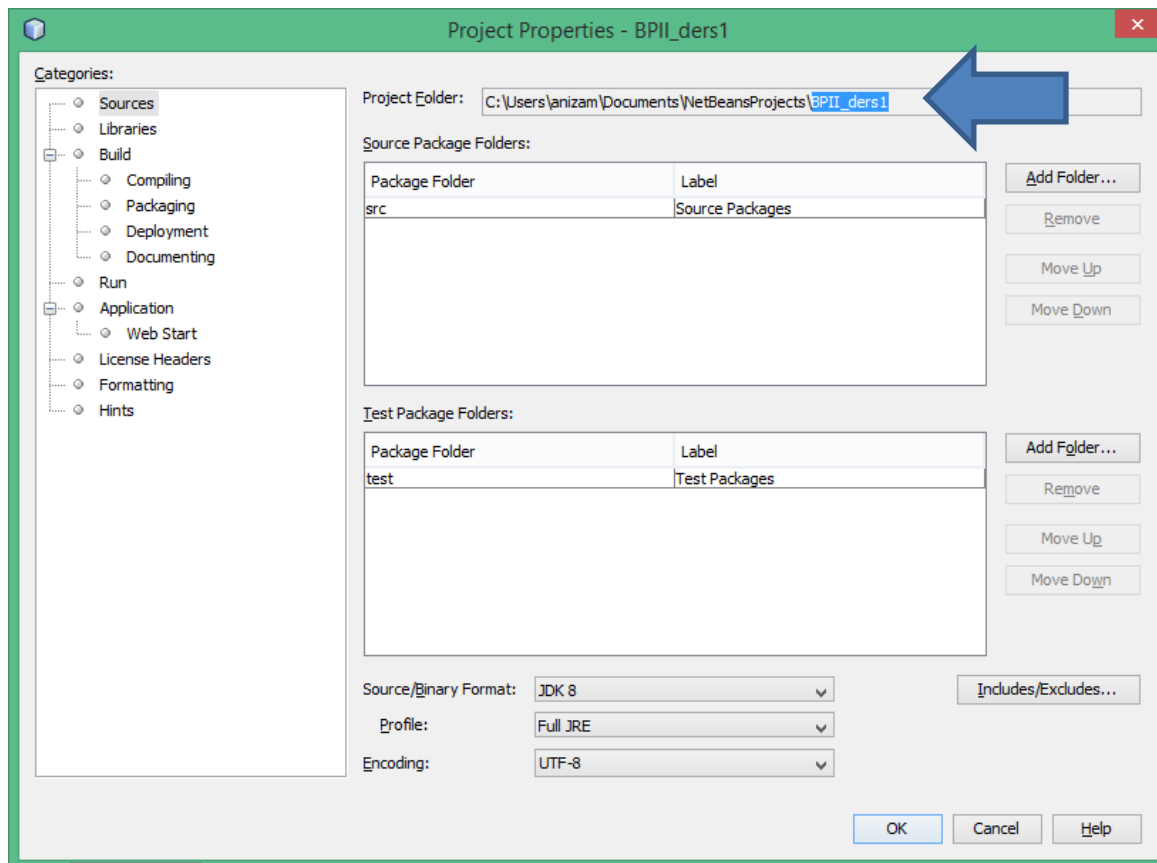 Project Properties - BPII_ders1
Categories:
Sources
Libraries
Build
Compiling
Packaging
Deployment
Documenting
Run
Application
Web Start
License Headers
Formatting
Hints
Project Folder: C:\Users\anizam\Documents\NetBeansProjects\BPII_ders1
Source Package Folders:
Package Folder Label
src Source Packages
Add Folder...
Remove
Move Up
Move Down
Test Package Folders:
Package Folder Label
test Test Packages
Add Folder...
Remove
Move Up
Move Down
Source/Binary Format: JDK 8 Includes/Excludes...
Profile: Full JRE
Encoding: UTF-8
OK Cancel Help